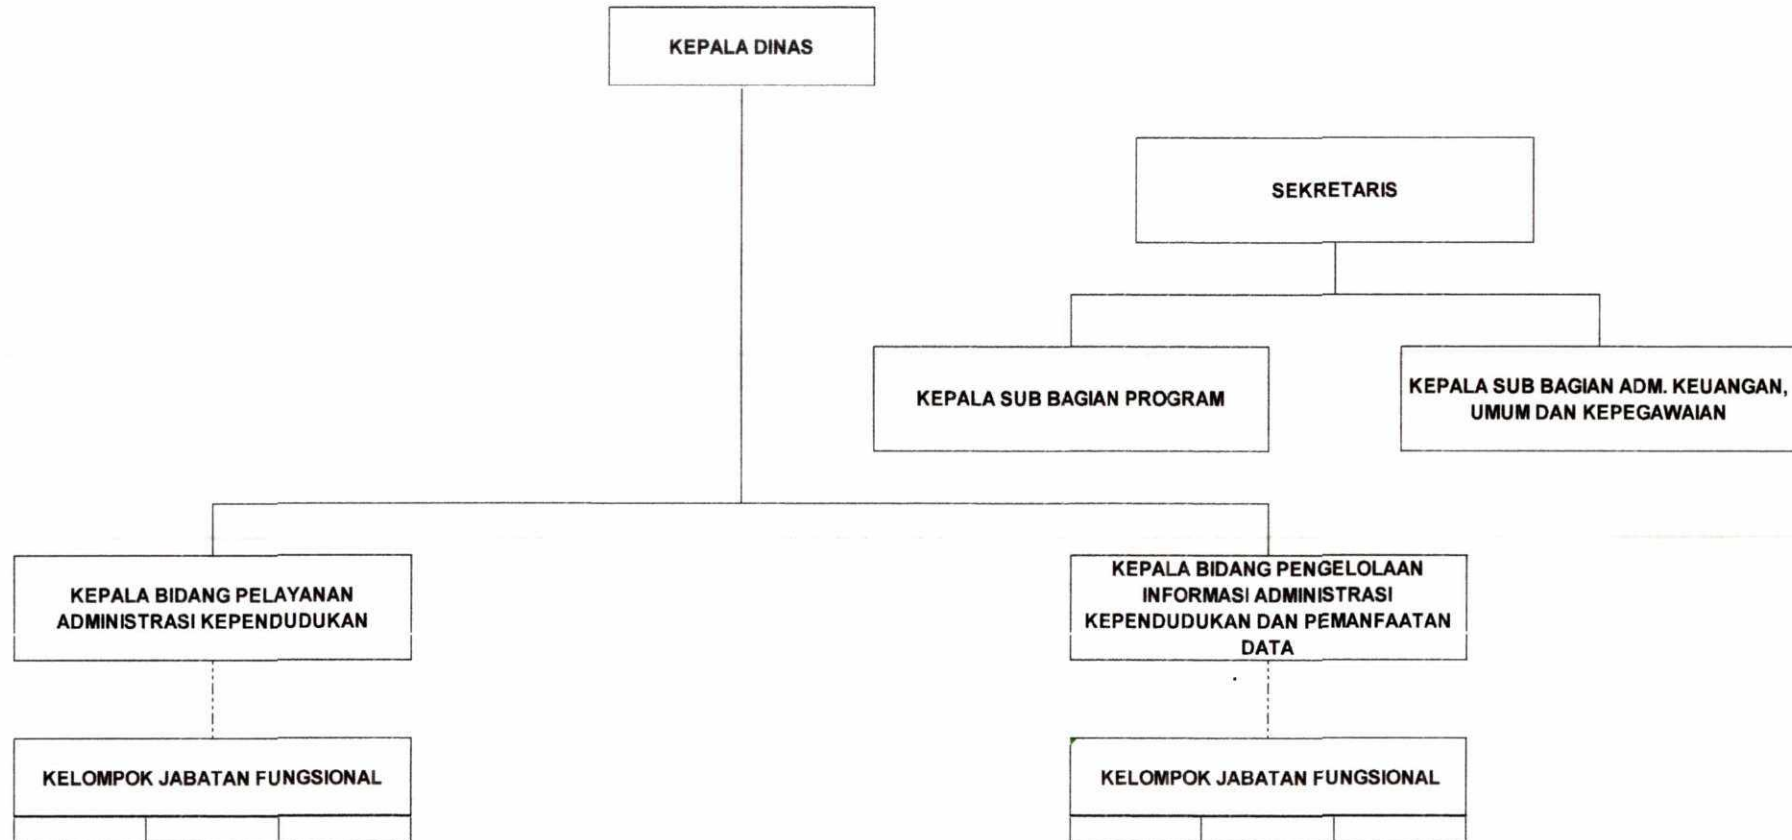 KEPALA DINAS
SEKRETARIS
KEPALA SUB BAGIAN PROGRAM
KEPALA SUB BAGIAN ADM. KEUANGAN,
UMUM DAN KEPEGAWAIAN
KEPALA BIDANG PELAYANAN
ADMINISTRASI KEPENDUDUKAN
KEPALA BIDANG PENGELOLAAN
INFORMASI ADMINISTRASI
KEPENDUDUKAN DAN PEMANFAATAN
DATA
KELOMPOK JABATAN FUNGSIONAL
KELOMPOK JABATAN FUNGSIONAL